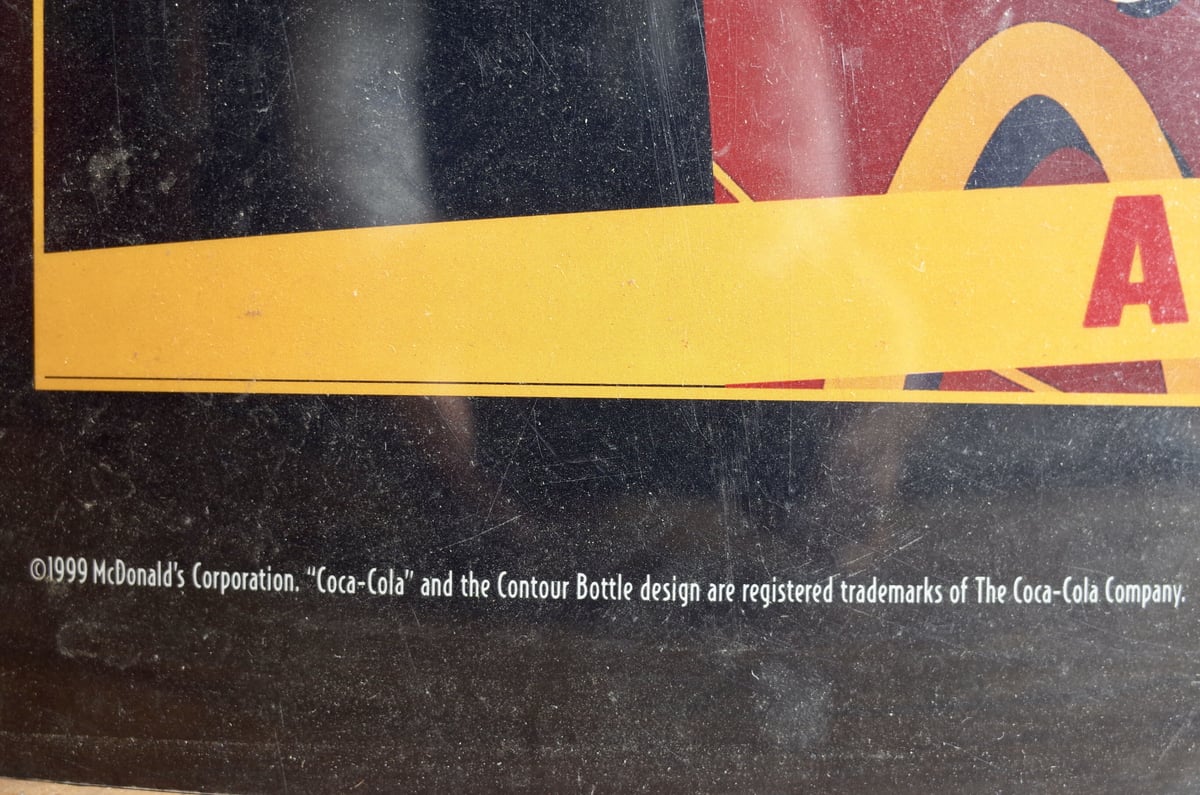 A
©1999 McDonald's Corporation. “Coca-Cola” and the Contour Bottle design are registered trademarks of The Coca-Cola Company.